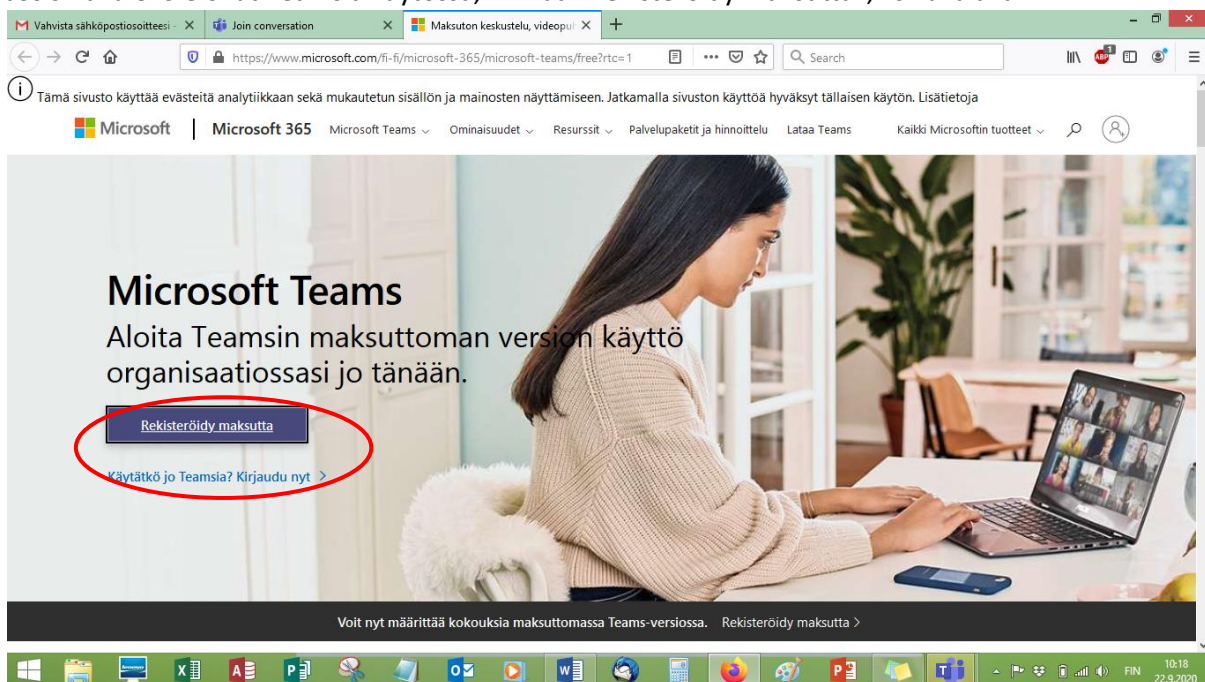 Vahvista sähköpostiosoitteesi -
Join conversation
Maksuton keskustelu, videopuh
https://www.microsoft.com/fi-fi/microsoft-365/microsoft-teams/free?rtc=1
Search
Tämä sivusto käyttää evästeitä analytiikkaan sekä mukautetun sisällön ja mainosten näyttämiseen. Jatkamalla sivuston käyttöä hyväksyt tällaisen käytön. Lisätietoja
Microsoft Microsoft 365 Microsoft Teams Ominaisuudet Resurssit Palvelupaketit ja hinnoittelu Lataa Teams Kaikki Microsoftin tuotteet
Microsoft Teams
Aloita Teamsin maksuttoman version käyttö
organisaatiossasi jo tänään.
Rekisteröidy maksutta
Käytätkö jo Teamsia? Kirjaudu nyt >
Voit nyt määrittää kokouksia maksuttomassa Teams-versiossa. Rekisteröidy maksutta >
FIN
10:18
22.9.2020